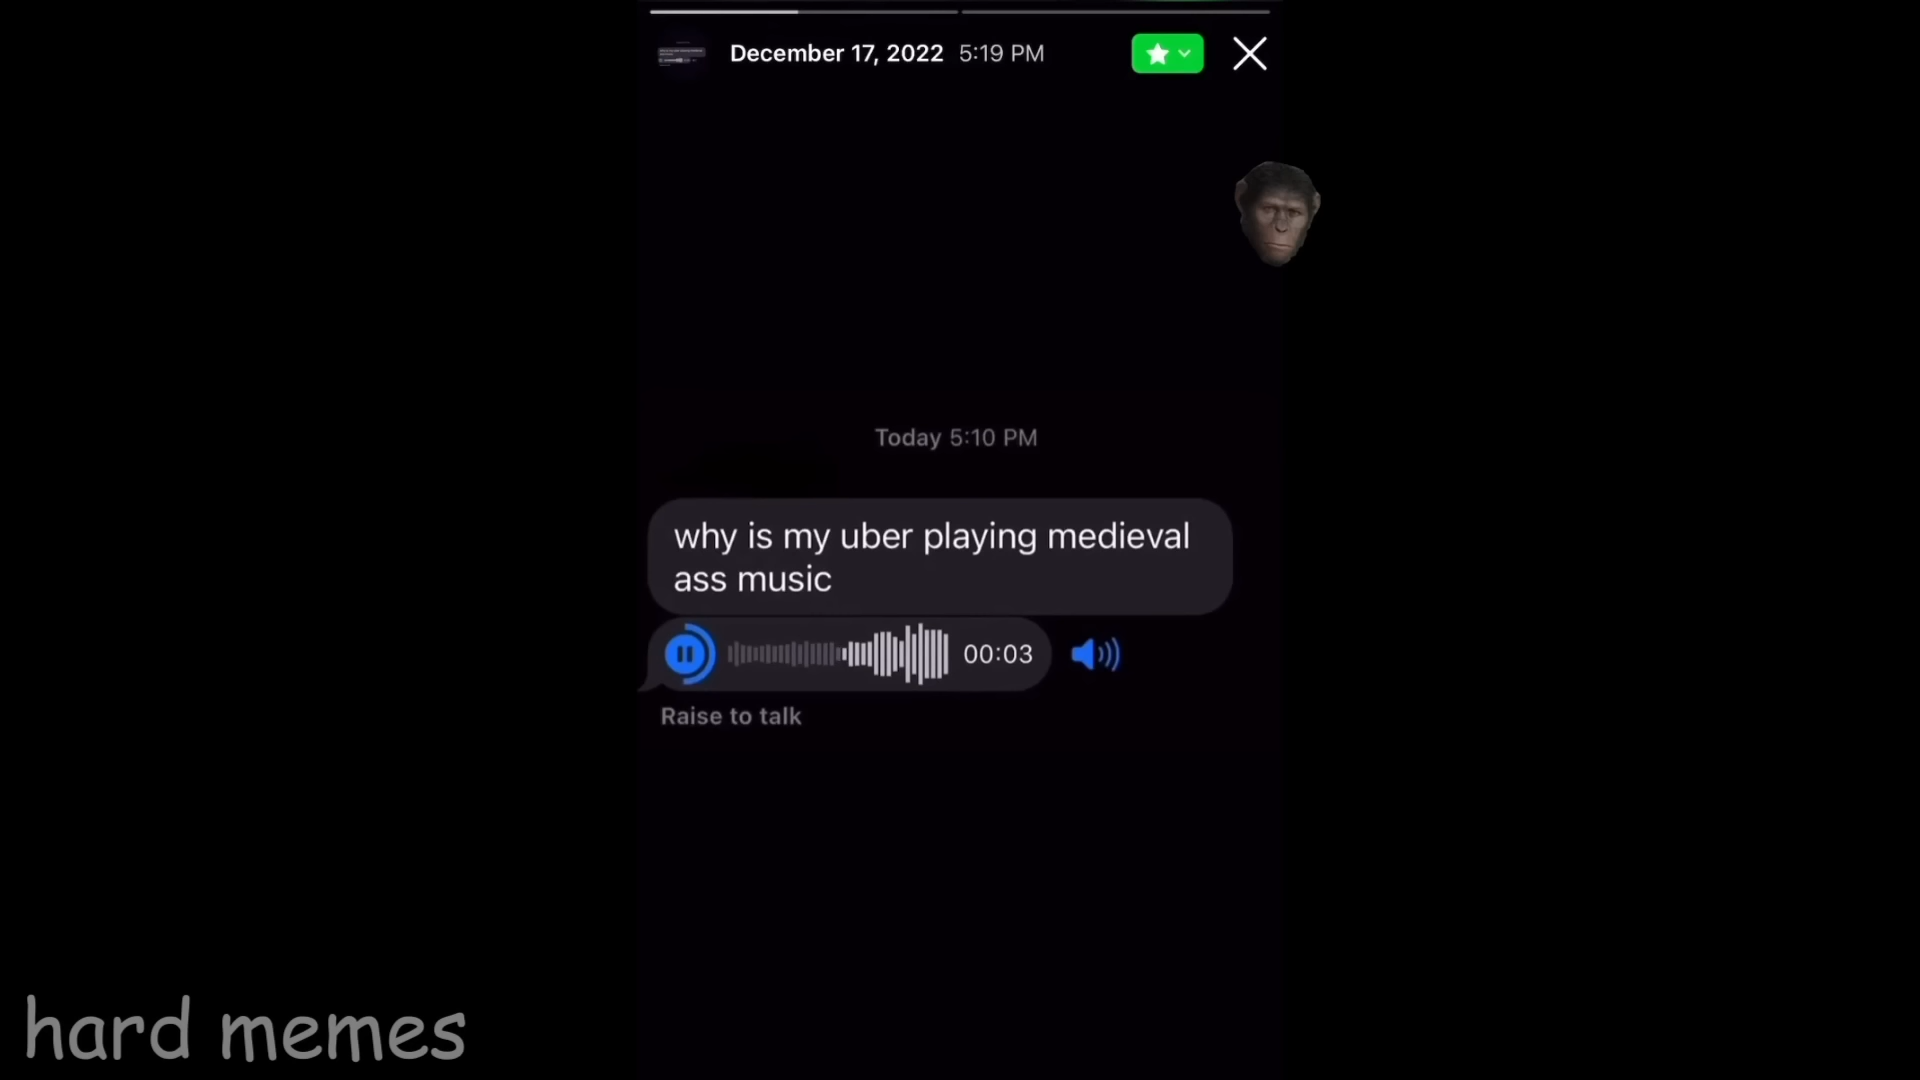 December 17, 2022 5:19 PM
Today 5:10 PM
why is my uber playing medieval
ass music
00:03
Raise to talk
hard memes